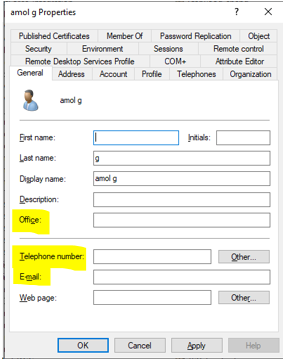 amol g Properties
Published Certificates Member Of Password Replication Object
Security Environment Sessions Remote control
Remote Desktop Services Profile COM+ Attribute Editor
General Address Account Profile Telephones Organization
amol g
First name: Initials:
Last name: g
Display name: amol g
Description:
Office:
Telephone number: Other...
E-mail:
Web page: Other...
OK Cancel Apply Help